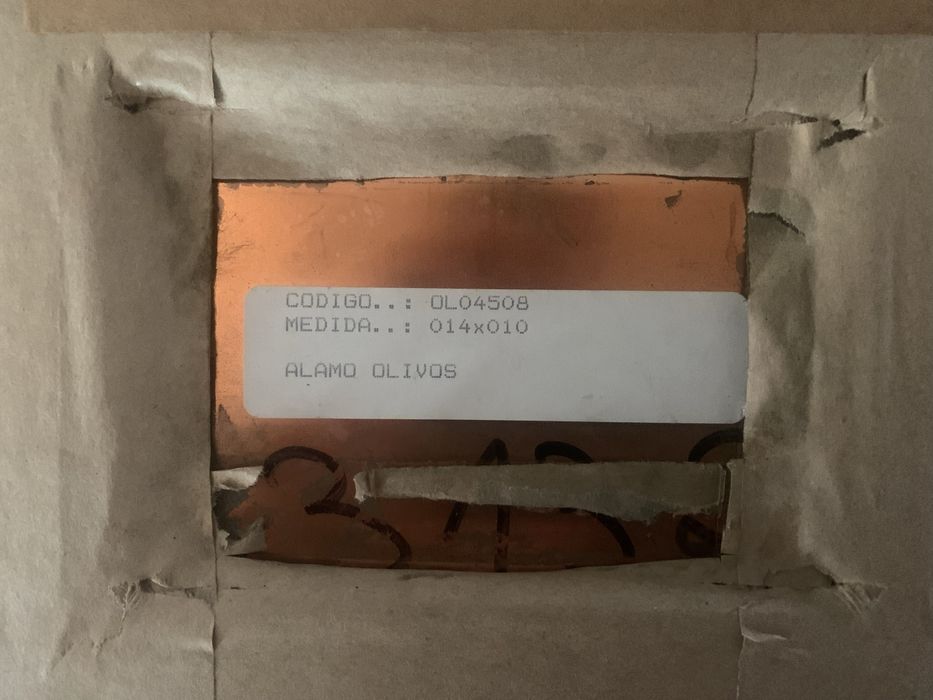 CODIGO..: OL04508
MEDIDA..: 014x010
ALAMO OLIVOS